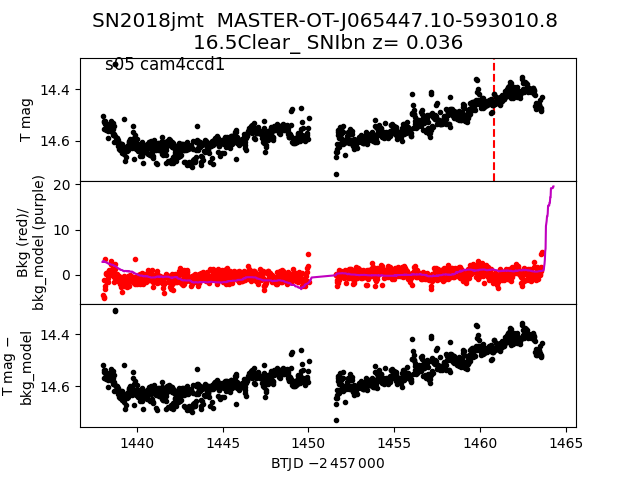 SN2018jmt MASTER-OT-J065447.10-593010.8
16.5Clear_ SNIbn z= 0.036
s05 cam4ccd1
14.4
14.6
T mag
20
10
0
Bkg (red)/
bkg_model (purple)
14.4
14.6
T mag −
bkg_model
1440 1445 1450 1455 1460 1465
BTJD −2 457 000